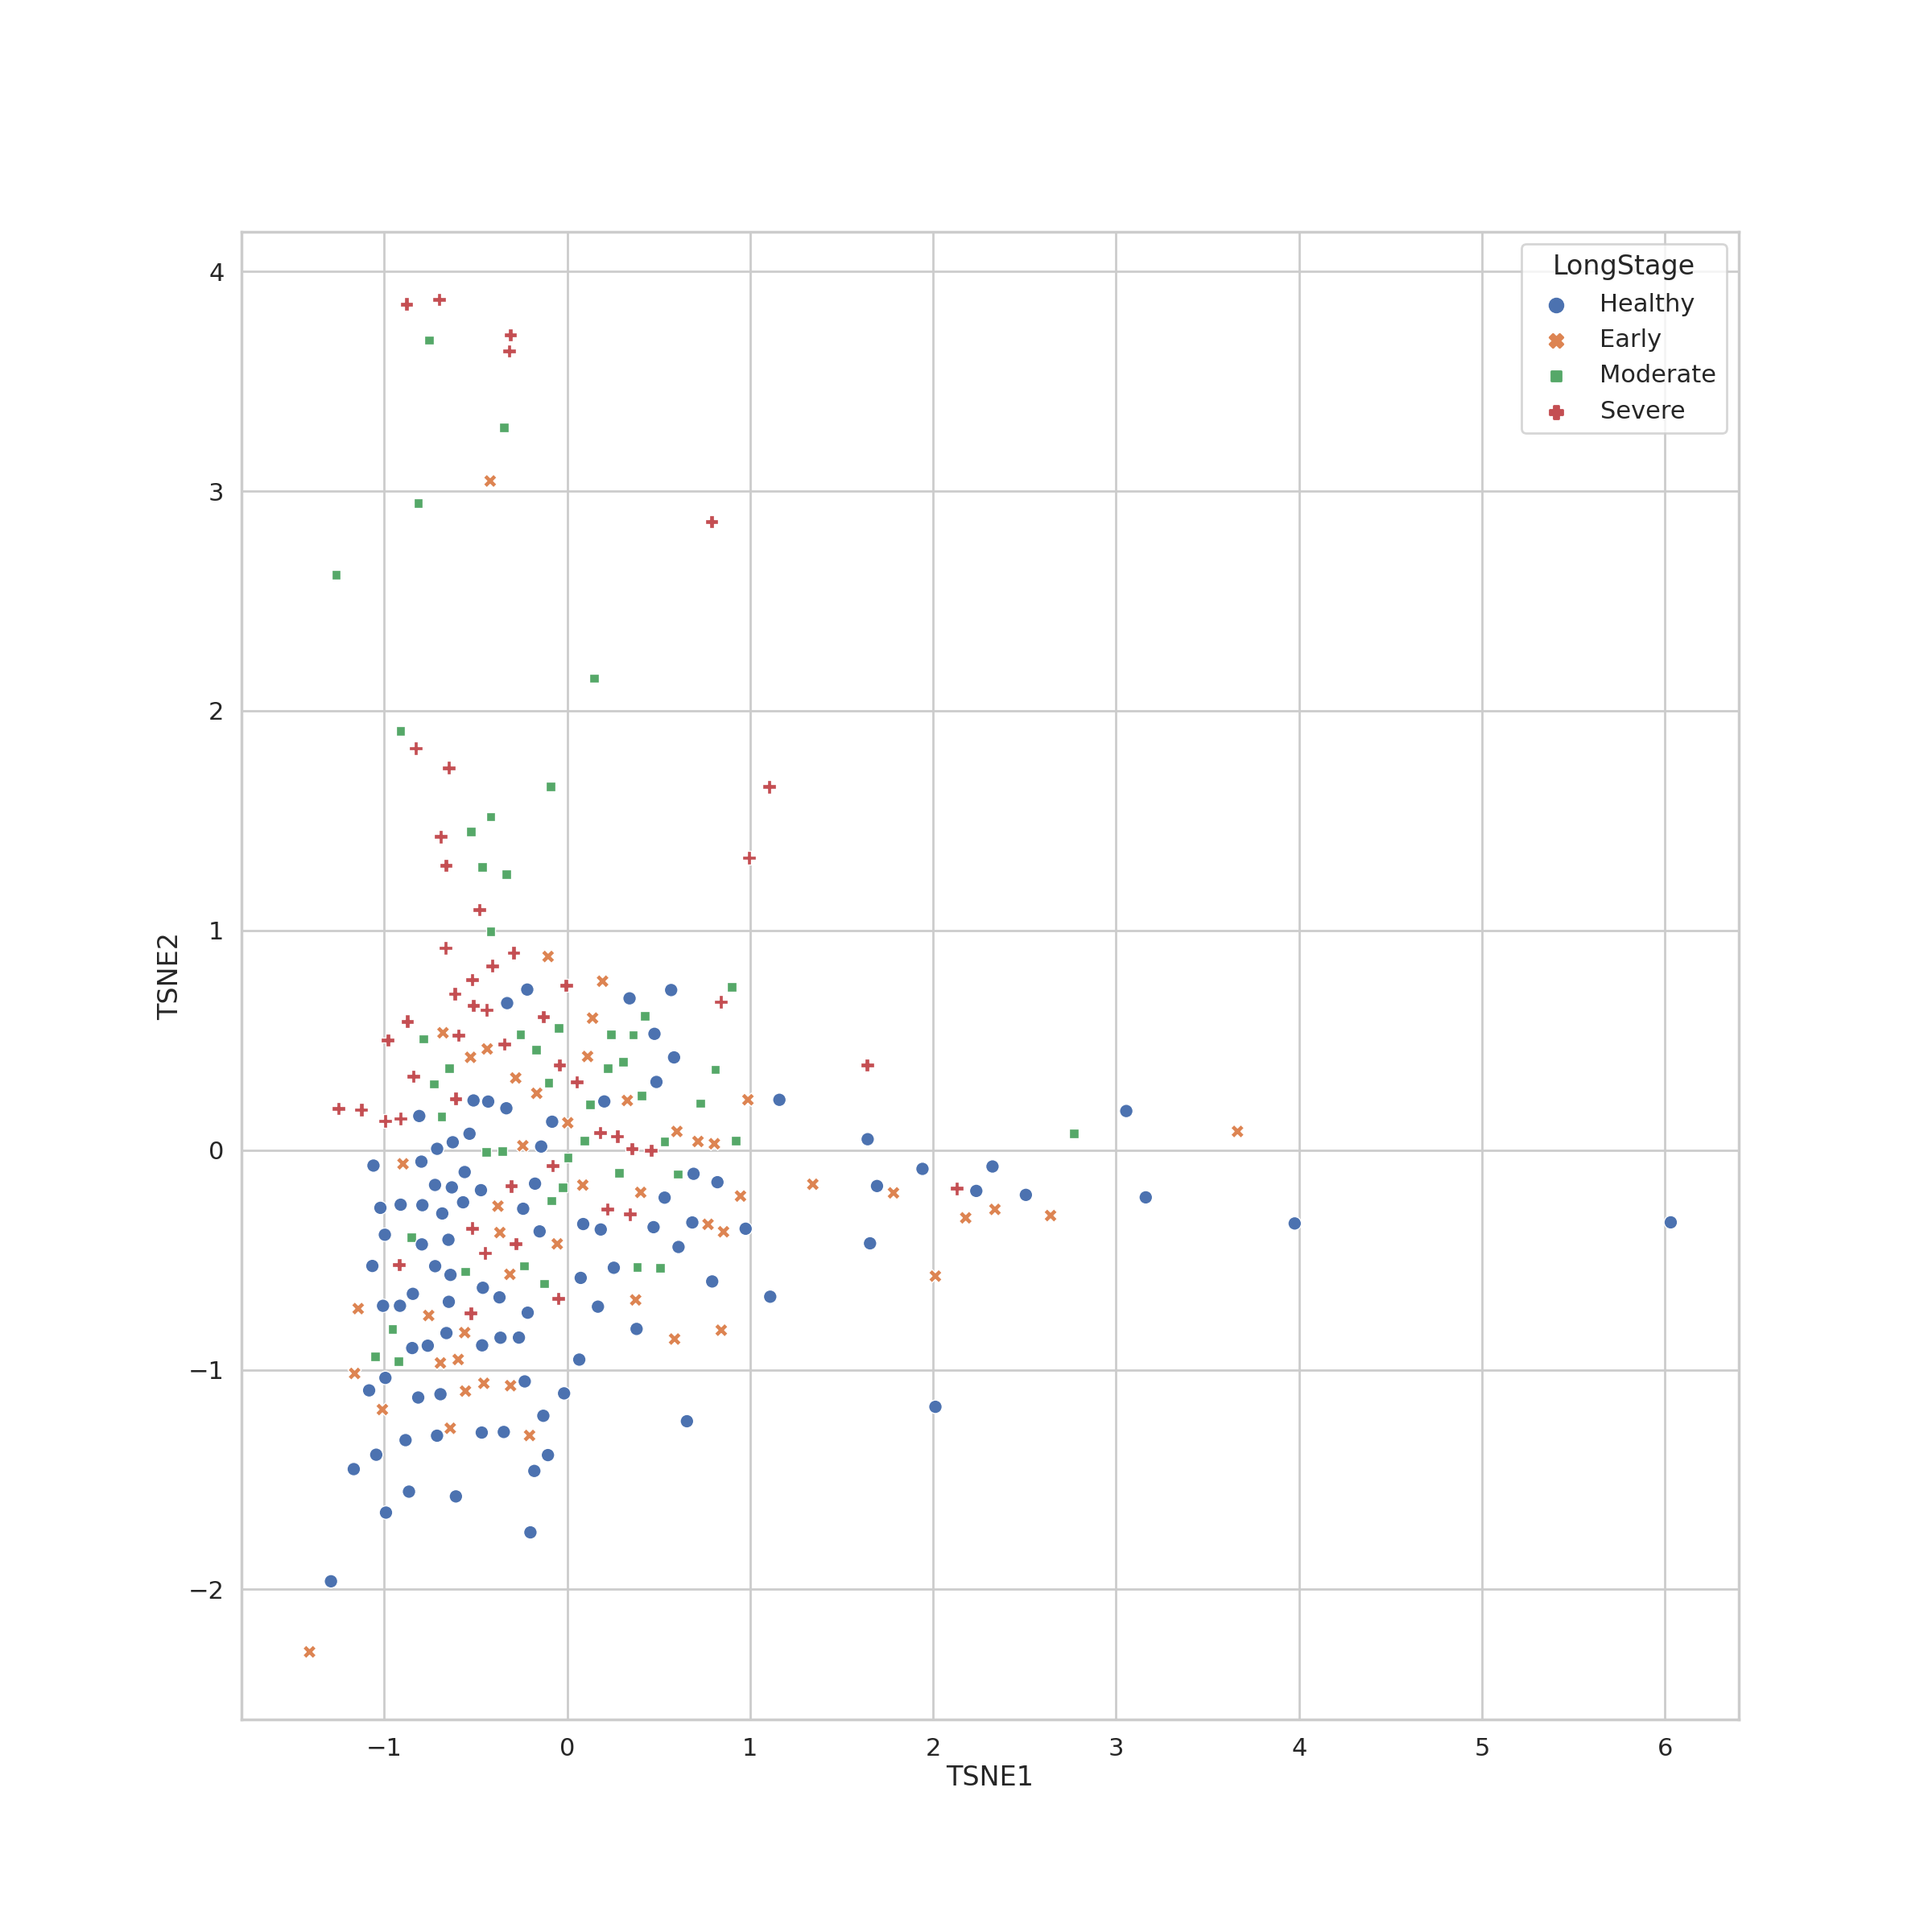 LongStage
Healthy
Early
Moderate
Severe
4
3
2
1
0
−1
−2
TSNE2
−1 0 1 2 3 4 5 6
TSNE1